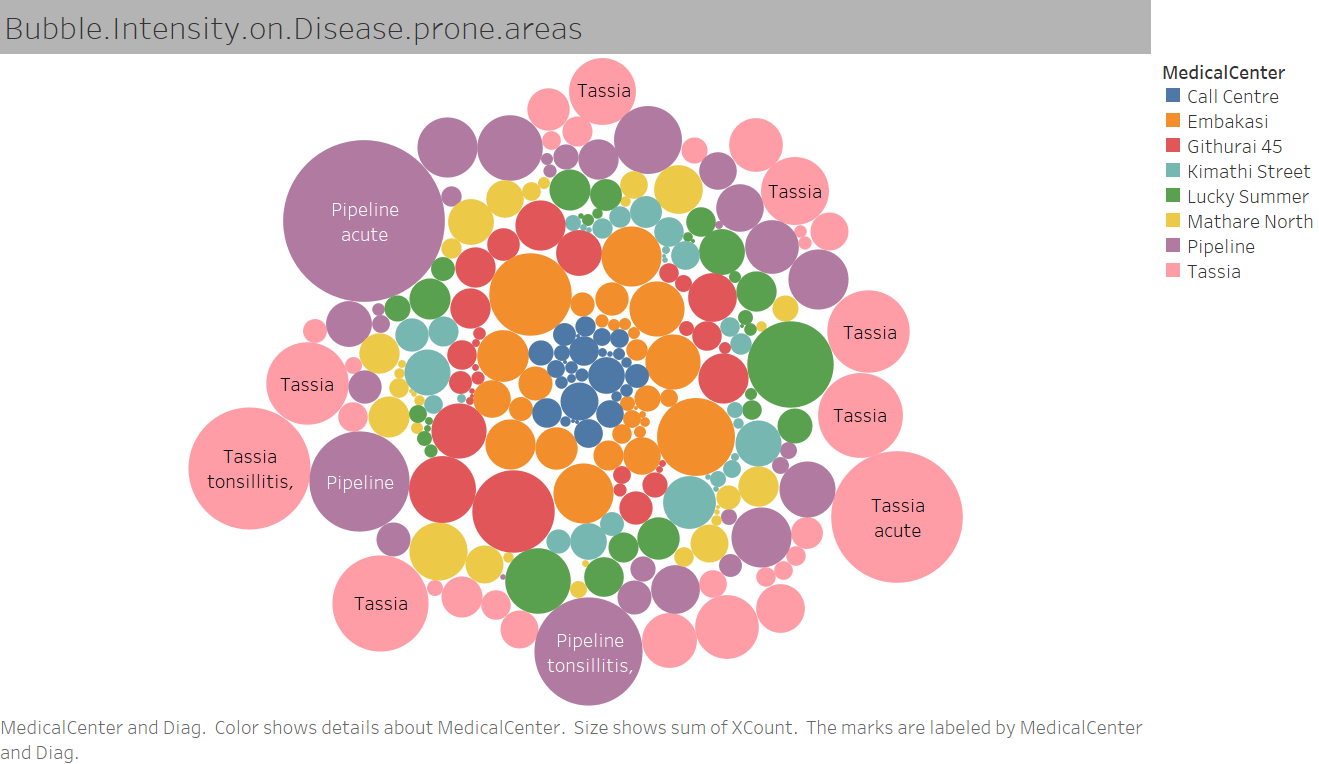 Bubble.Intensity.on.Disease.prone.areas
MedicalCenter
Call Centre
Embakasi
Githurai 45
Kimathi Street
Lucky Summer
Mathare North
Pipeline
Tassia
Tassia
Tassia
Pipeline
acute
Tassia
Tassia
Tassia
Tassia
tonsillitis,
Pipeline
Tassia
acute
Tassia
Pipeline
tonsillitis,
MedicalCenter and Diag.  Color shows details about MedicalCenter.  Size shows sum of XCount.  The marks are labeled by MedicalCenter
and Diag.